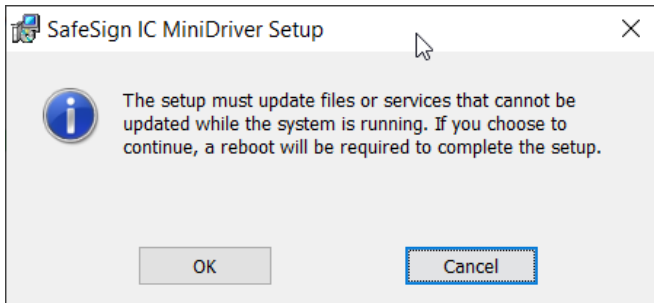 SafeSign IC MiniDriver Setup
The setup must update files or services that cannot be
updated while the system is running. If you choose to
continue, a reboot will be required to complete the setup.
OK
Cancel